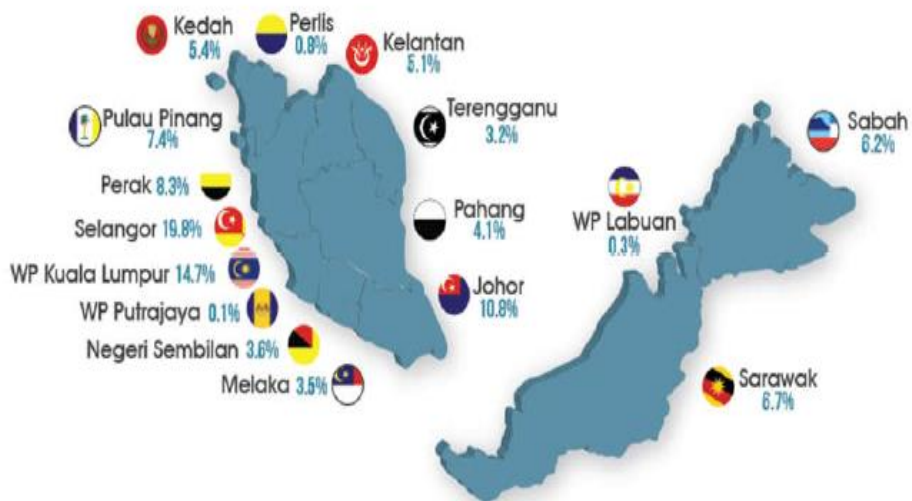 Kedah
5.4%
Perlis
0.8%
Kelantan
5.1%
Pulau Pinang
7.4%
Terengganu
3.2%
Sabah
6.2%
Perak 8.3%
Selangor 19.8%
Pahang
4.1%
WP Labuan
0.3%
WP Kuala Lumpur 14.7%
WP Putrajaya 0.1%
Johor
10.8%
Negeri Sembilan 3.6%
Melaka 3.5%
Sarawak
6.7%